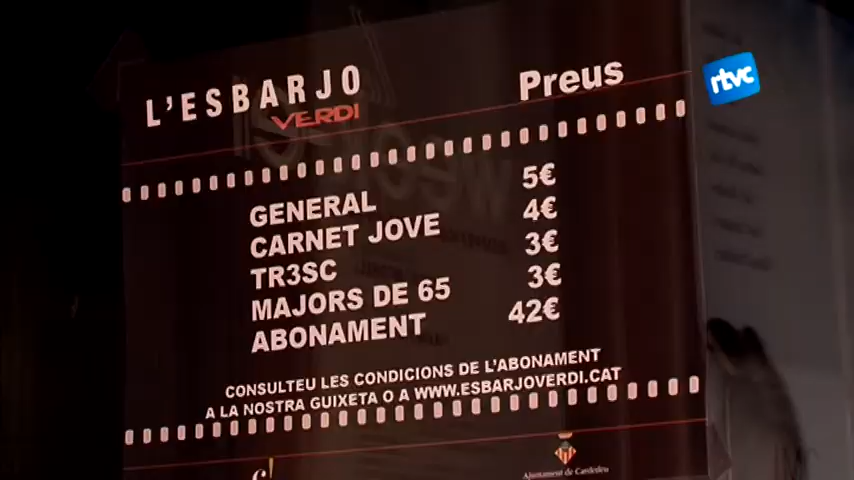 L'ESBARJO
VERDI
Preus
rtvc
GENERAL 5€
CARNET JOVE 4€
TR3SC 3€
MAJORS DE 65 3€
ABONAMENT 42€
CONSULTEU LES CONDICIONS DE L'ABONAMENT
A LA NOSTRA GUIXETA O A WWW.ESBARJOVERDI.CAT
Ajuntament de Cardedeu